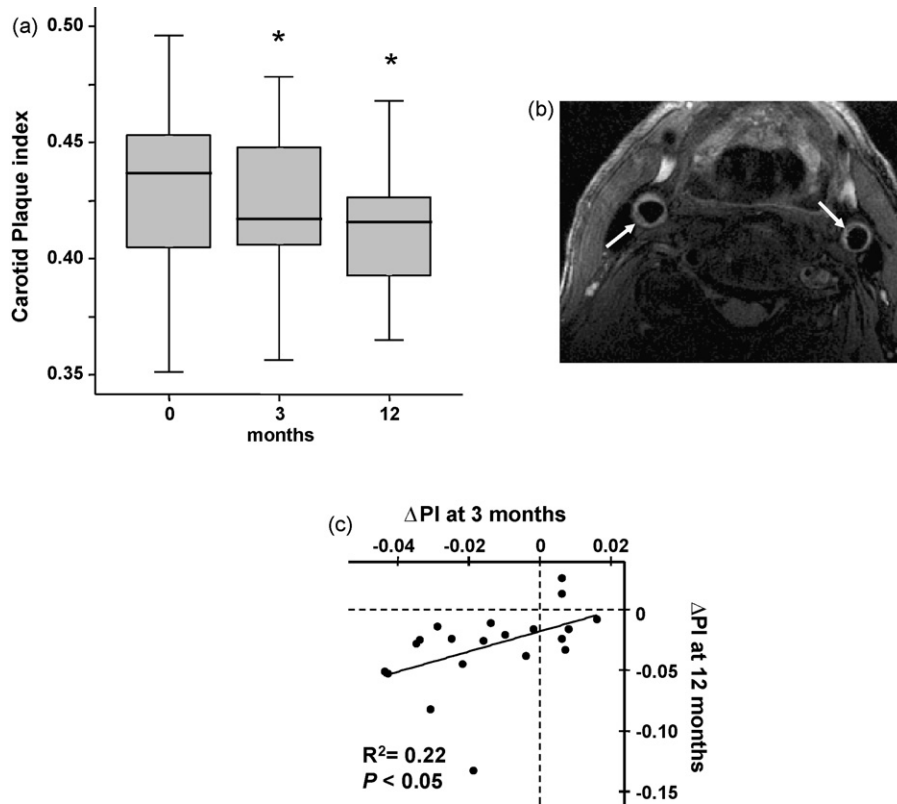 (a)
0.50
0.45
0.40
0.35
Carotid Plaque index
* *
0 3 12
months
(b)
(c)
ΔPI at 3 months
-0.04 -0.02 0 0.02
0
-0.05
-0.10
-0.15
ΔPI at 12 months
R²= 0.22
P < 0.05